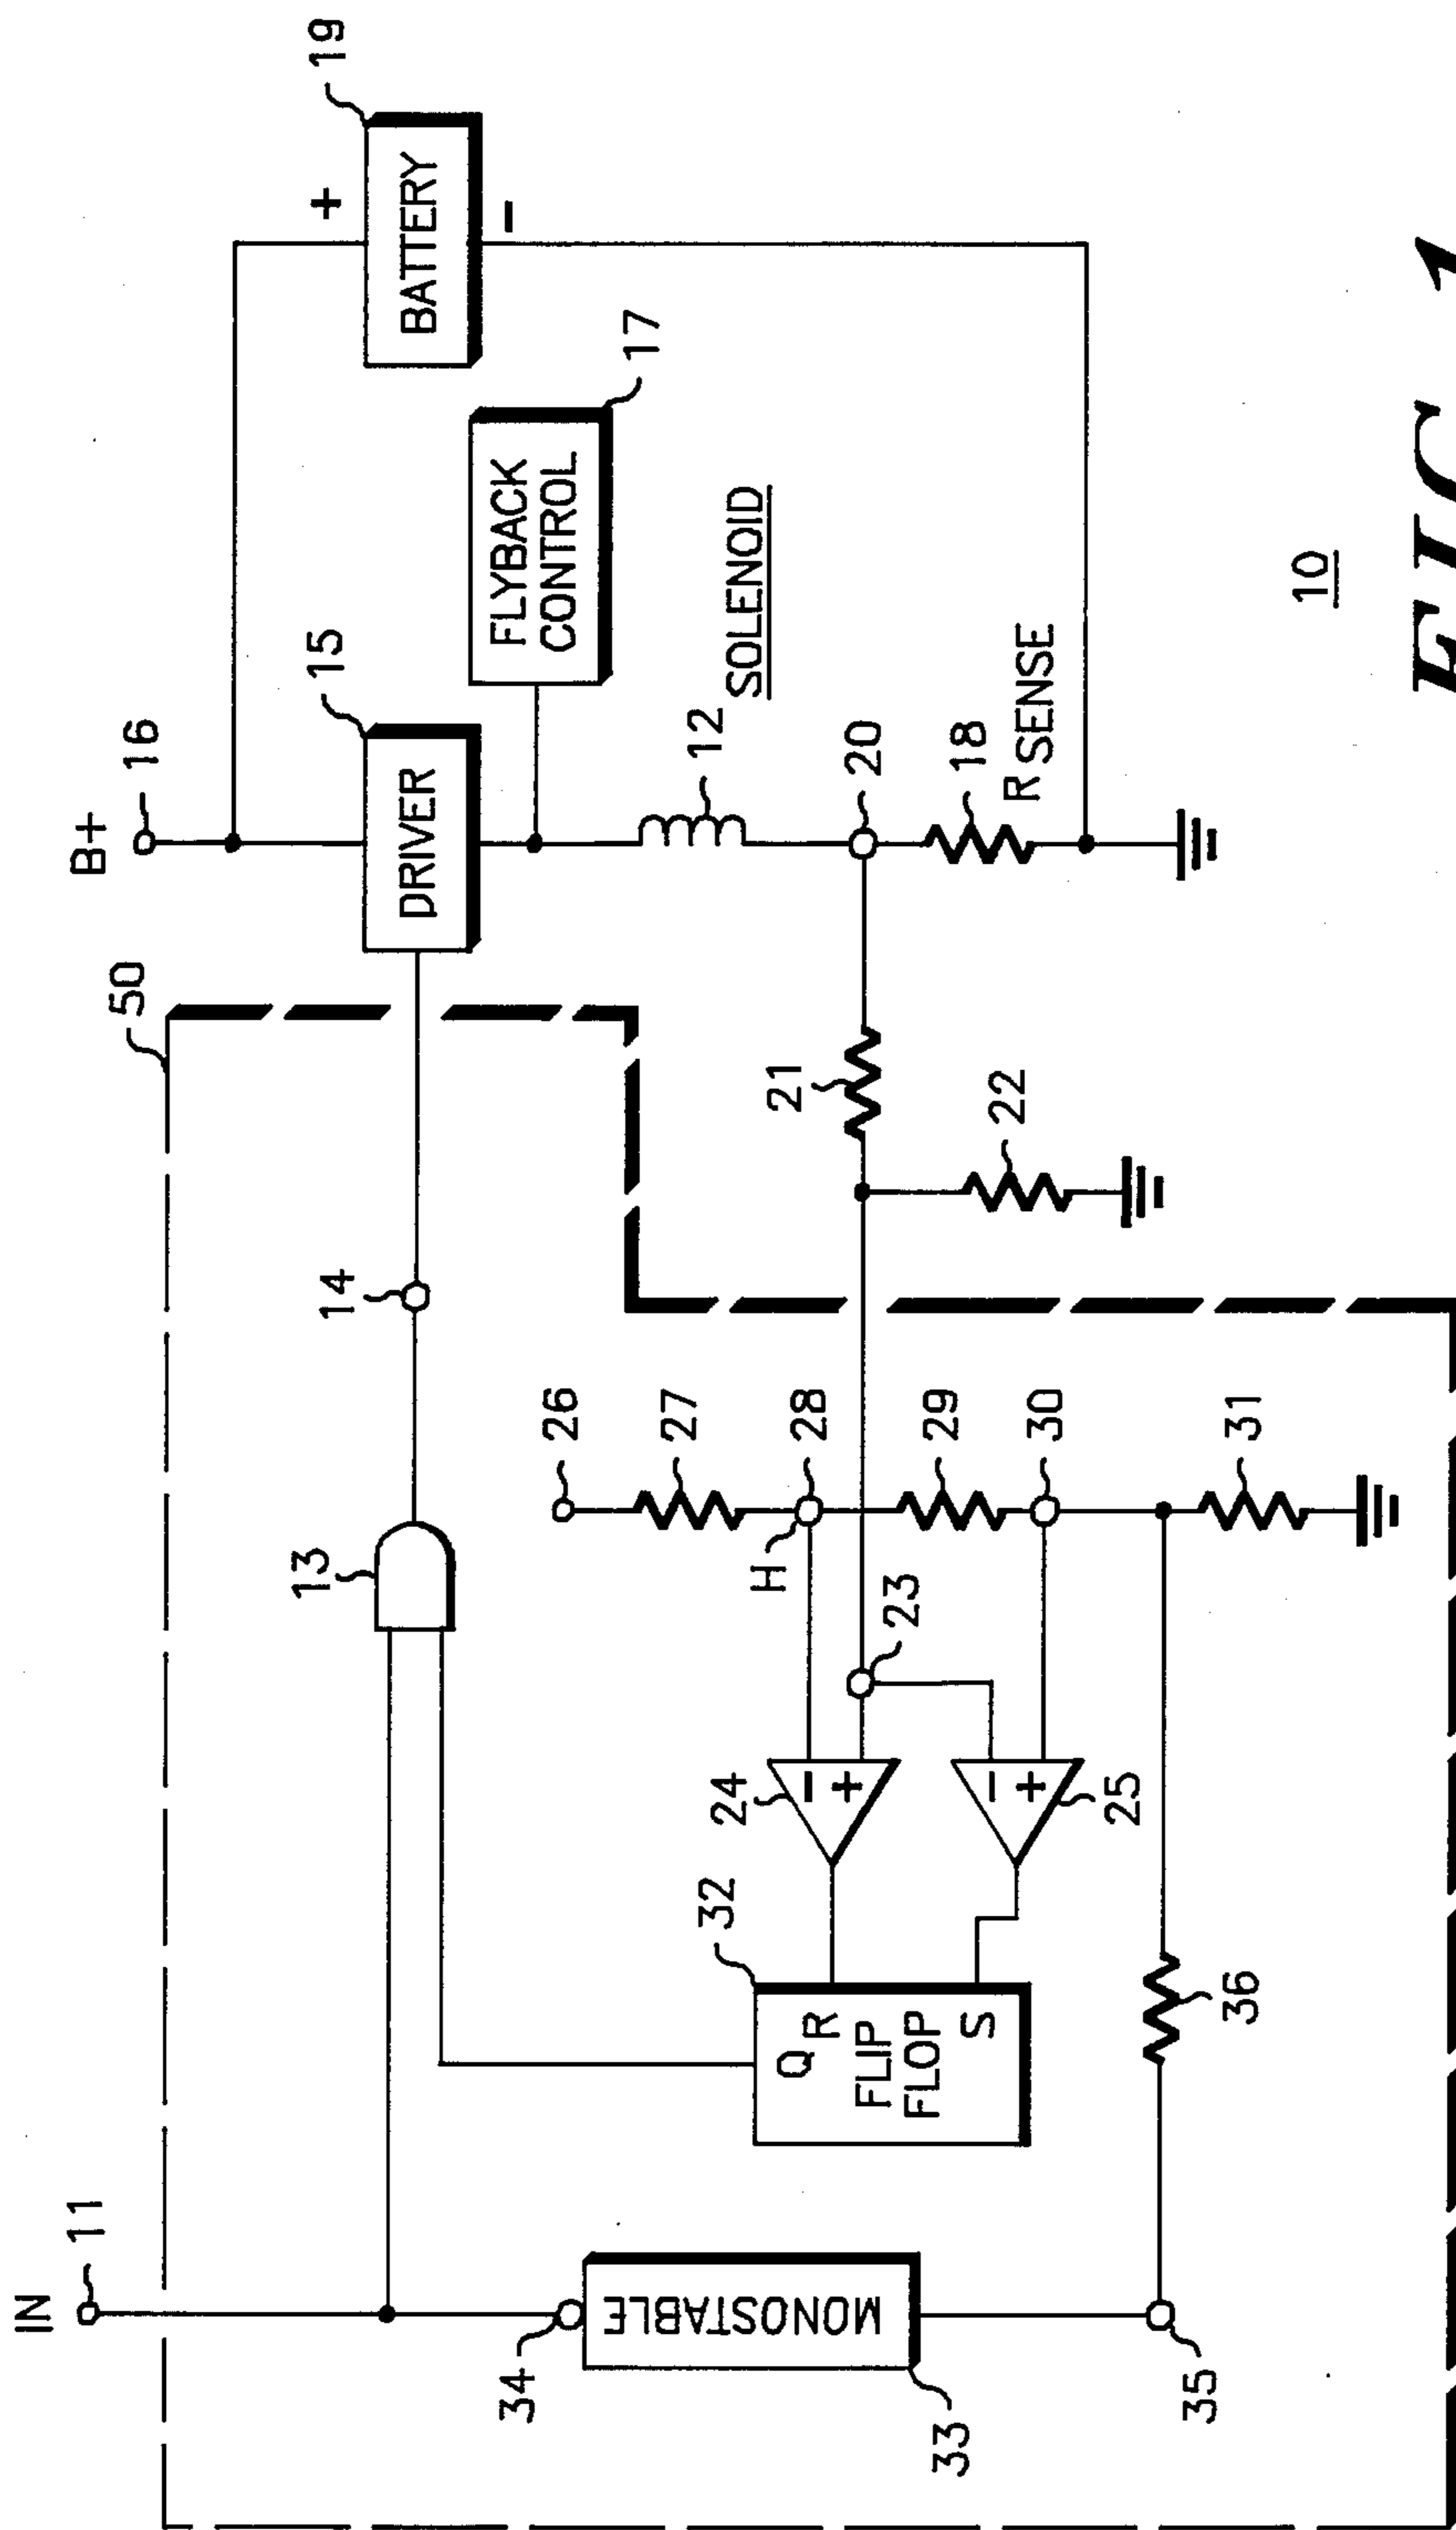 IN
11
50
B+
16
15
DRIVER
+
19
BATTERY
-
13
14
FLYBACK
CONTROL
17
34
MONOSTABLE
33
35
32
Q
R
FLIP
FLOP
S
24
-
+
25
-
+
23
26
27
H
28
29
30
31
36
21
22
12
SOLENOID
20
18
R SENSE
10
FIG. 1